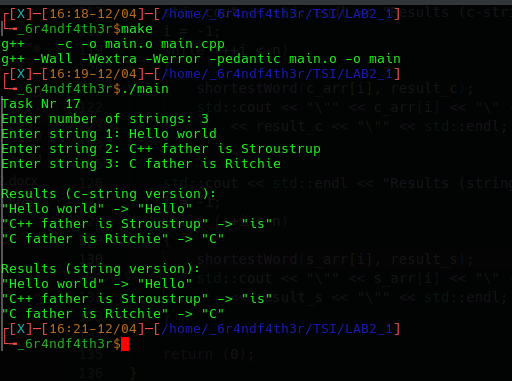 ┌[X]─[16:18-12/04]─[/home/_6r4ndf4th3r/TSI/LAB2_1]
└╼_6r4ndf4th3r$make
g++    -c -o main.o main.cpp
g++ -Wall -Wextra -Werror -pedantic main.o -o main
┌[X]─[16:19-12/04]─[/home/_6r4ndf4th3r/TSI/LAB2_1]
└╼_6r4ndf4th3r$./main
Task Nr 17
Enter number of strings: 3
Enter string 1: Hello world
Enter string 2: C++ father is Stroustrup
Enter string 3: C father is Ritchie

Results (c-string version):
"Hello world" -> "Hello"
"C++ father is Stroustrup" -> "is"
"C father is Ritchie" -> "C"

Results (string version):
"Hello world" -> "Hello"
"C++ father is Stroustrup" -> "is"
"C father is Ritchie" -> "C"
┌[X]─[16:21-12/04]─[/home/_6r4ndf4th3r/TSI/LAB2_1]
└╼_6r4ndf4th3r$